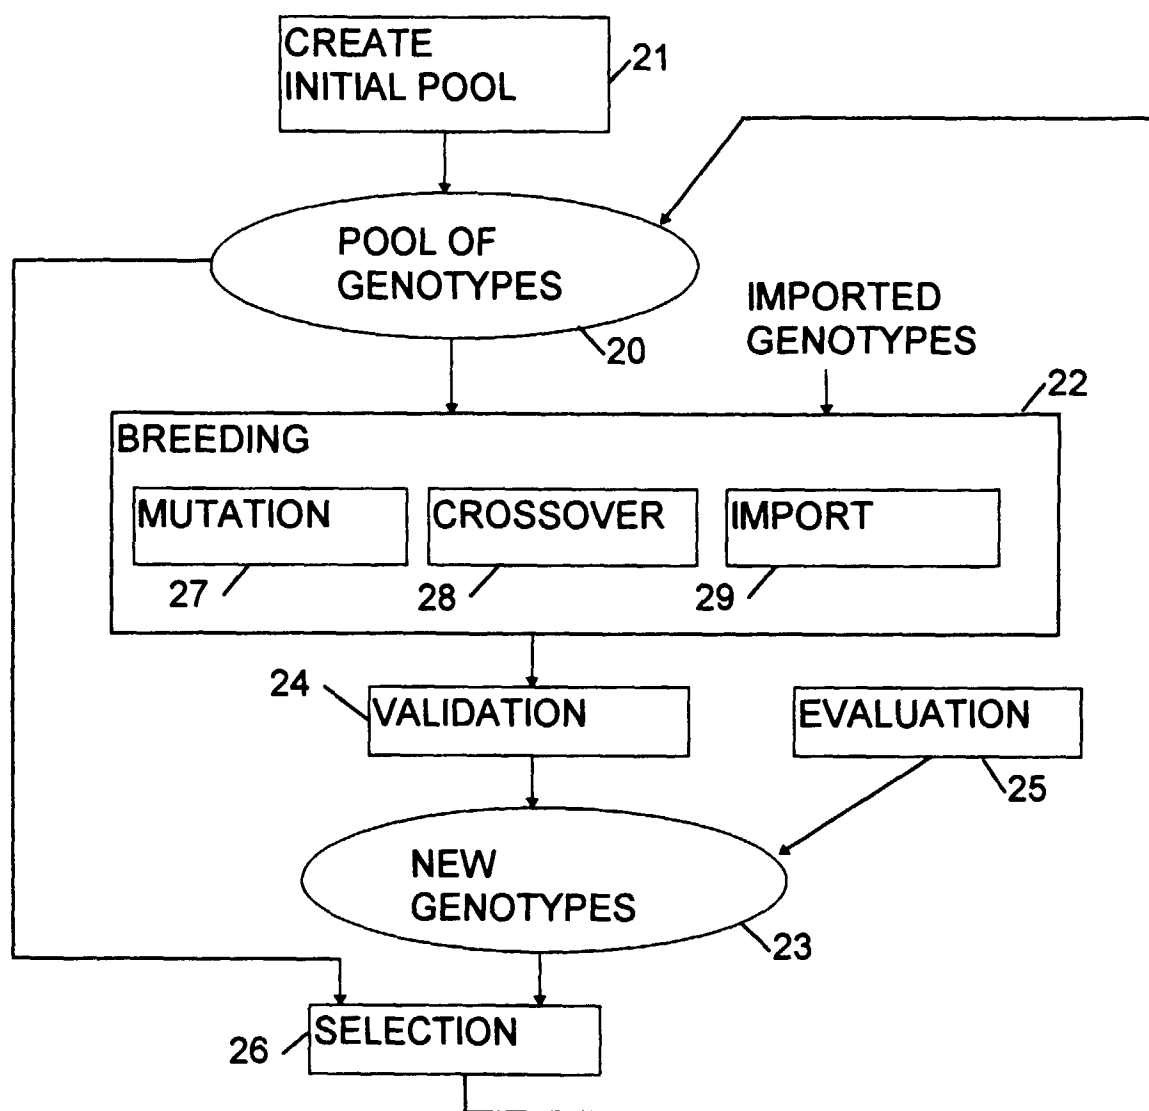 CREATE
INITIAL POOL
21
POOL OF
GENOTYPES
20
IMPORTED
GENOTYPES
22
BREEDING
MUTATION
CROSSOVER
IMPORT
27
28
29
24
VALIDATION
EVALUATION
25
NEW
GENOTYPES
23
SELECTION
26